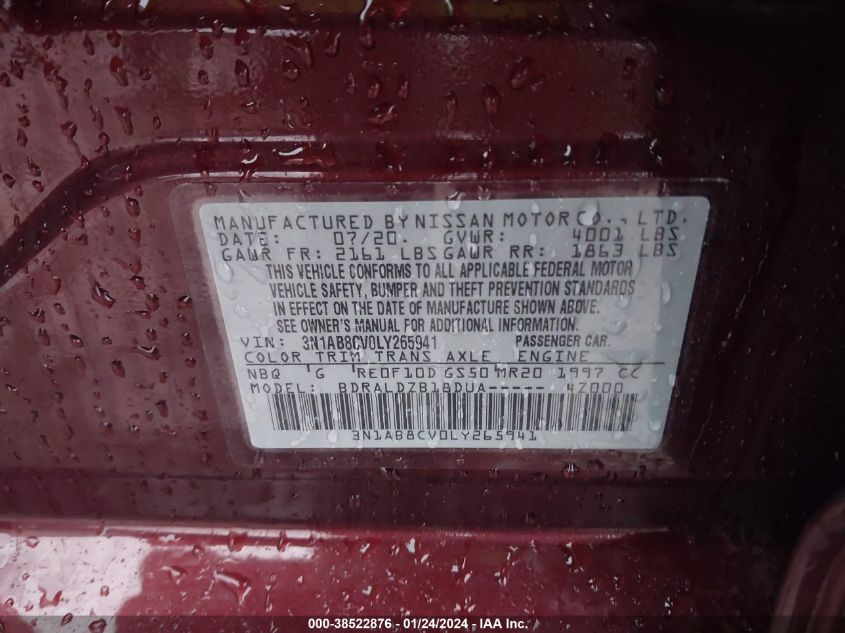 MANUFACTURED BY NISSAN MOTOR CO., LTD.
DATE: 07/20. GVWR: 4001 LBS
GAWR FR: 2161 LBS GAWR RR: 1863 LBS
THIS VEHICLE CONFORMS TO ALL APPLICABLE FEDERAL MOTOR
VEHICLE SAFETY, BUMPER AND THEFT PREVENTION STANDARDS
IN EFFECT ON THE DATE OF MANUFACTURE SHOWN ABOVE.
SEE OWNER'S MANUAL FOR ADDITIONAL INFORMATION.
VIN: 3N1AB8CV0LY265941 PASSENGER CAR.
COLOR TRIM TRANS AXLE ENGINE
NBQ G RE0F10D GS50 MR20 1997 CC
MODEL: BDRALDZB18DUA----- 4Z000
3N1AB8CV0LY265941
000-38522876 - 01/24/2024 - IAA Inc.